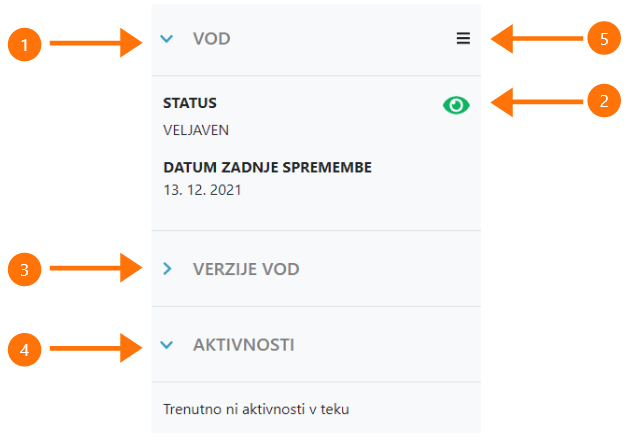 1 VOD 5
STATUS 2
VELJAVEN
DATUM ZADNJE SPREMEMBE
13. 12. 2021
3 VERZIJE VOD
4 AKTIVNOSTI
Trenutno ni aktivnosti v teku